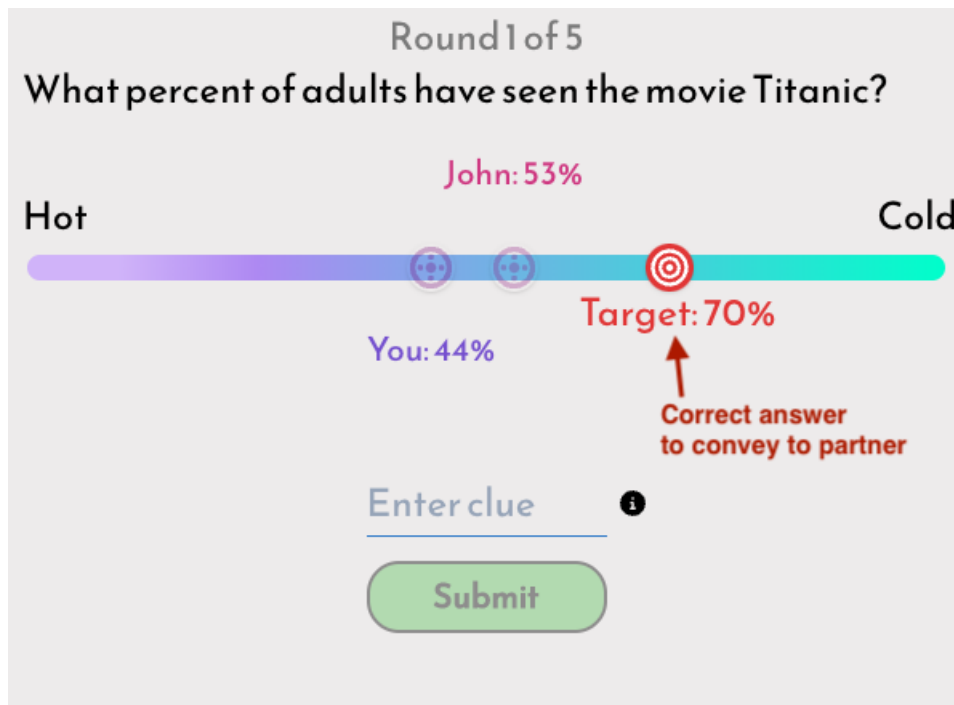 Round 1 of 5
What percent of adults have seen the movie Titanic?
John: 53%
Hot
Cold
Target: 70%
You: 44%
Correct answer
to convey to partner
Enter clue
i
Submit